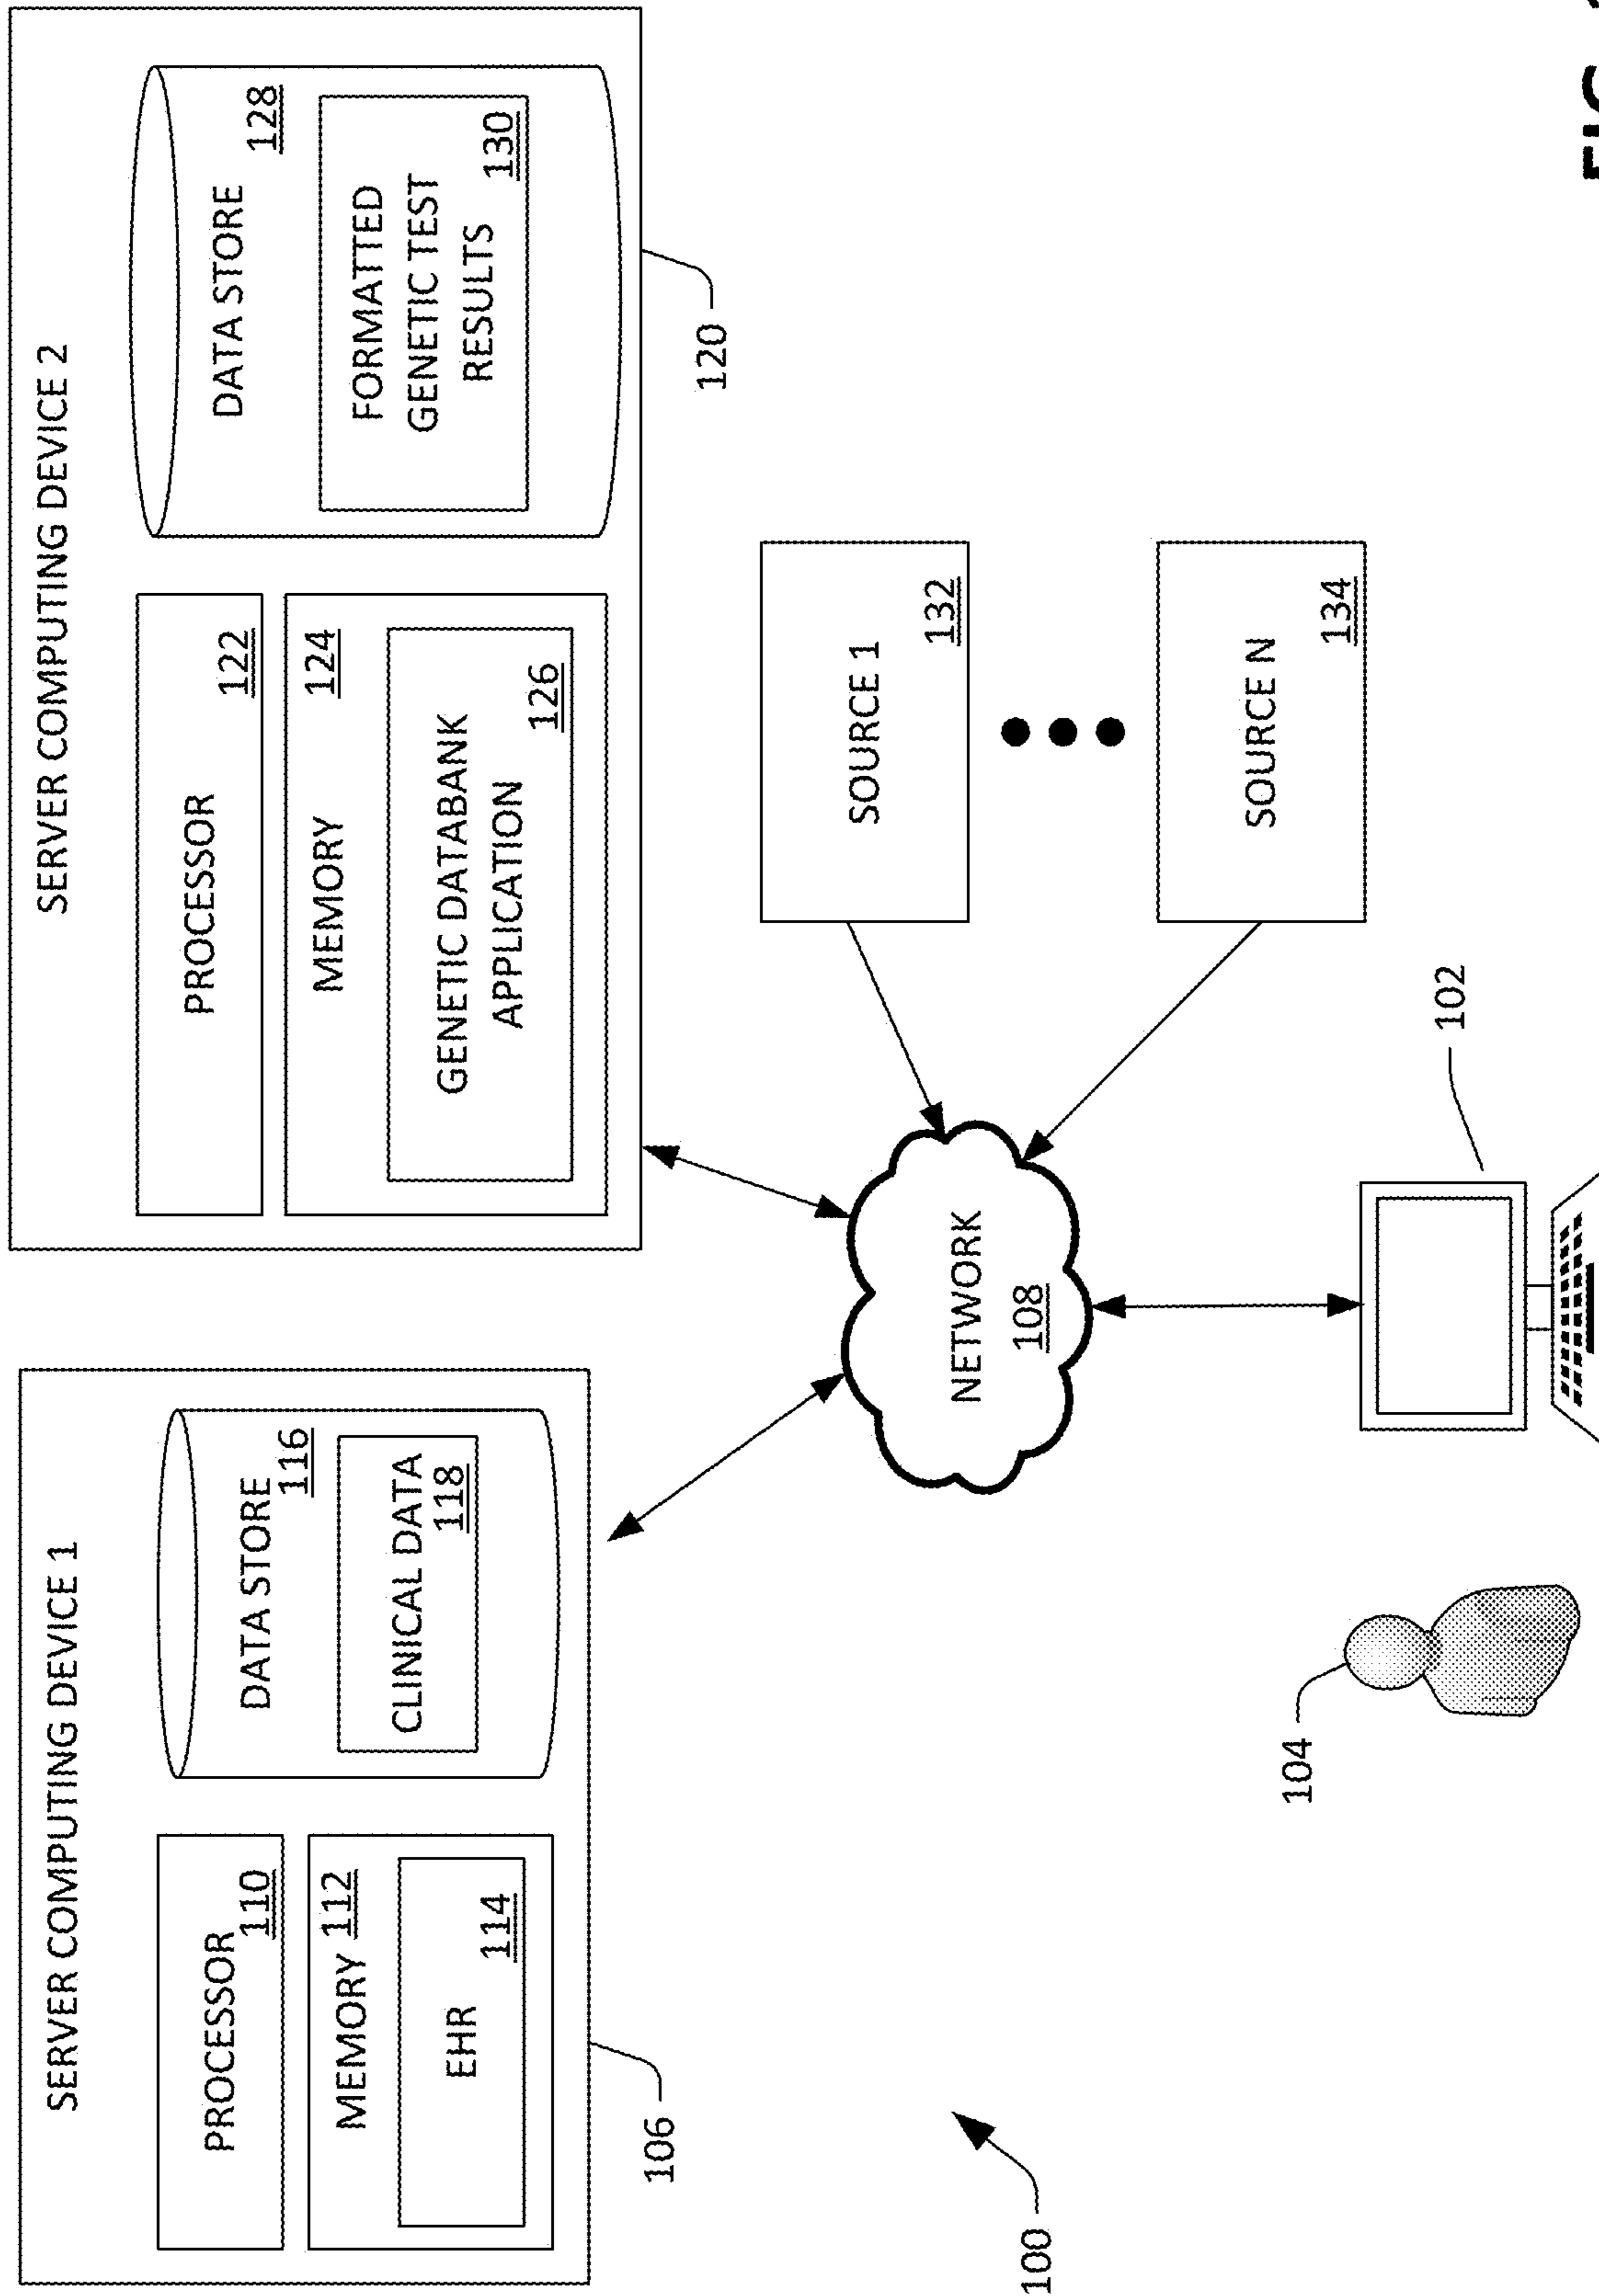 SERVER COMPUTING DEVICE 1
PROCESSOR
110
MEMORY 112
EHR
114
DATA STORE
116
CLINICAL DATA
118
106
SERVER COMPUTING DEVICE 2
PROCESSOR
122
MEMORY
124
GENETIC DATABANK
APPLICATION
126
DATA STORE
128
FORMATTED
GENETIC TEST
RESULTS
130
120
NETWORK
108
SOURCE 1
132
SOURCE N
134
100
104
102
FIG.